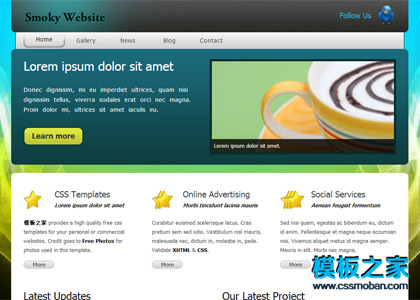 Smoky Website
Follow Us
Home Gallery News Blog Contact
Lorem ipsum dolor sit amet
Donec dignissim, mi eu imperdiet ultrices, quam nisi
dignissim tellus, viverra sodales orci nec magna.
Proin dolor mi, ultrices sit amet iaculis eu.
Learn more
Lorem ipsum dolor sit amet.
CSS Templates
Lorem ipsum dolor sit amet
模板之家 provides a high quality free css
templates for your personal or commercial
websites. Credit goes to Free Photos for
photos used in this template.
More
Online Advertising
Morbi tincidunt lacinia mauris
Curabitur euismod scelerisque lacus. Cras
pretium sem sed odio. Vestibulum nisl mauris,
malesuada nec, dictum in, molestie in, pede.
Validate XHTML & CSS.
More
Social Services
Aenean feugiat fermentum
Sed nunc quam, egestas ac bibendum eu, dictum
id enim. Pellentesque neque magna accumsan
nisi. Vivamus aliquet metus id magna semper.
Mauris in elit. Morbi nec magna.
More
模板之家
www.cssmoban.com
Latest Updates
Our Latest Project